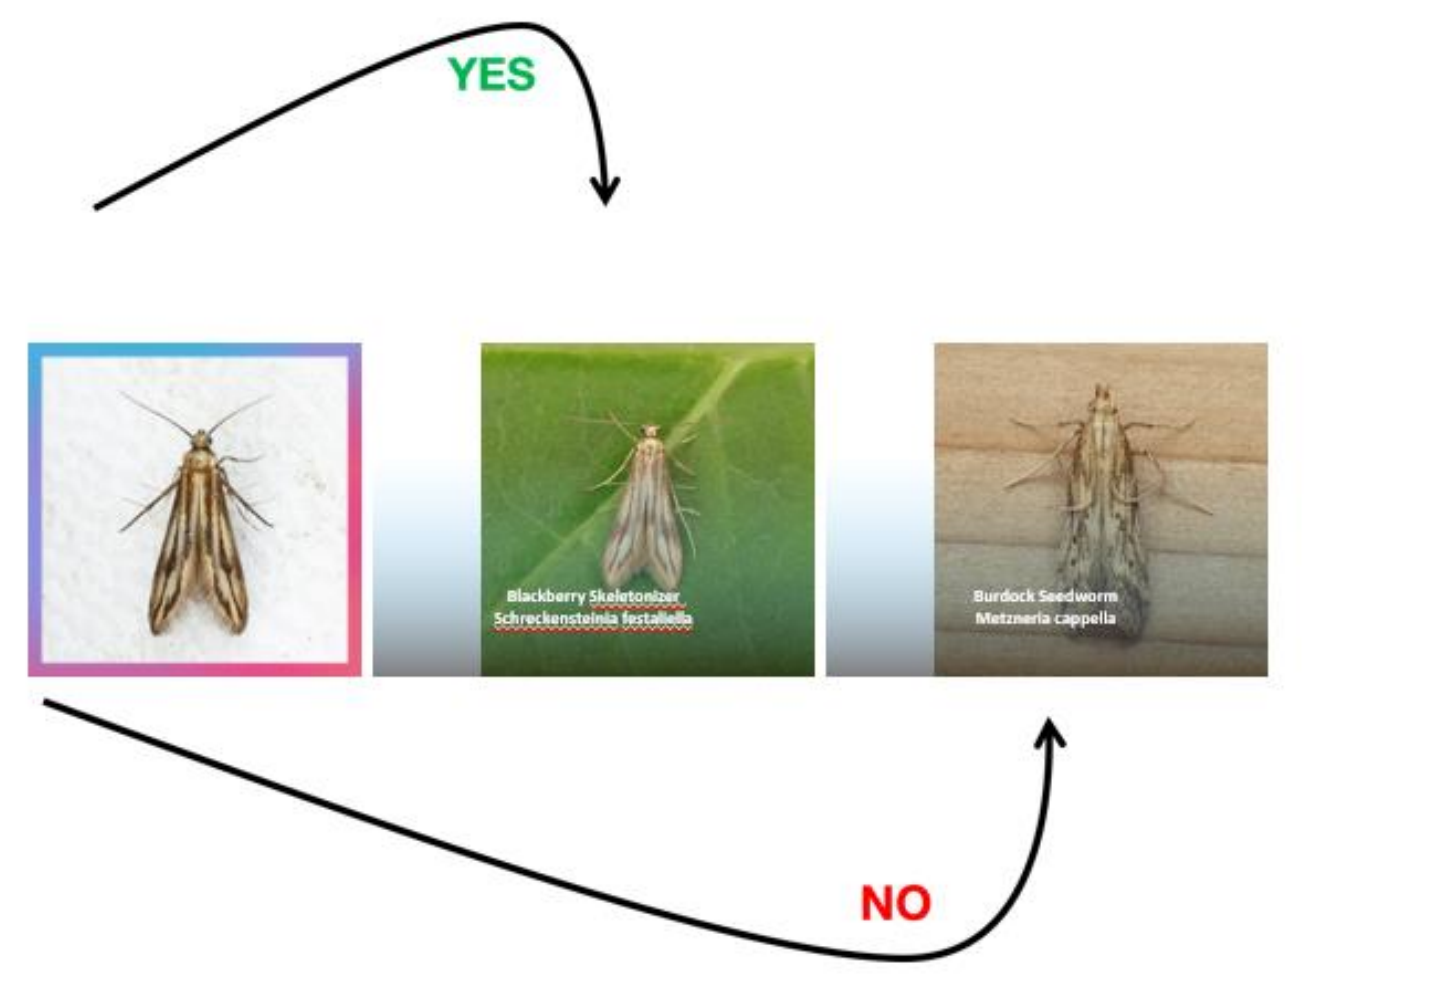 YES
Blackberry Skeletonizer
Schreckensteinia festaliella
Burdock Seedworm
Metzneria cappella
NO